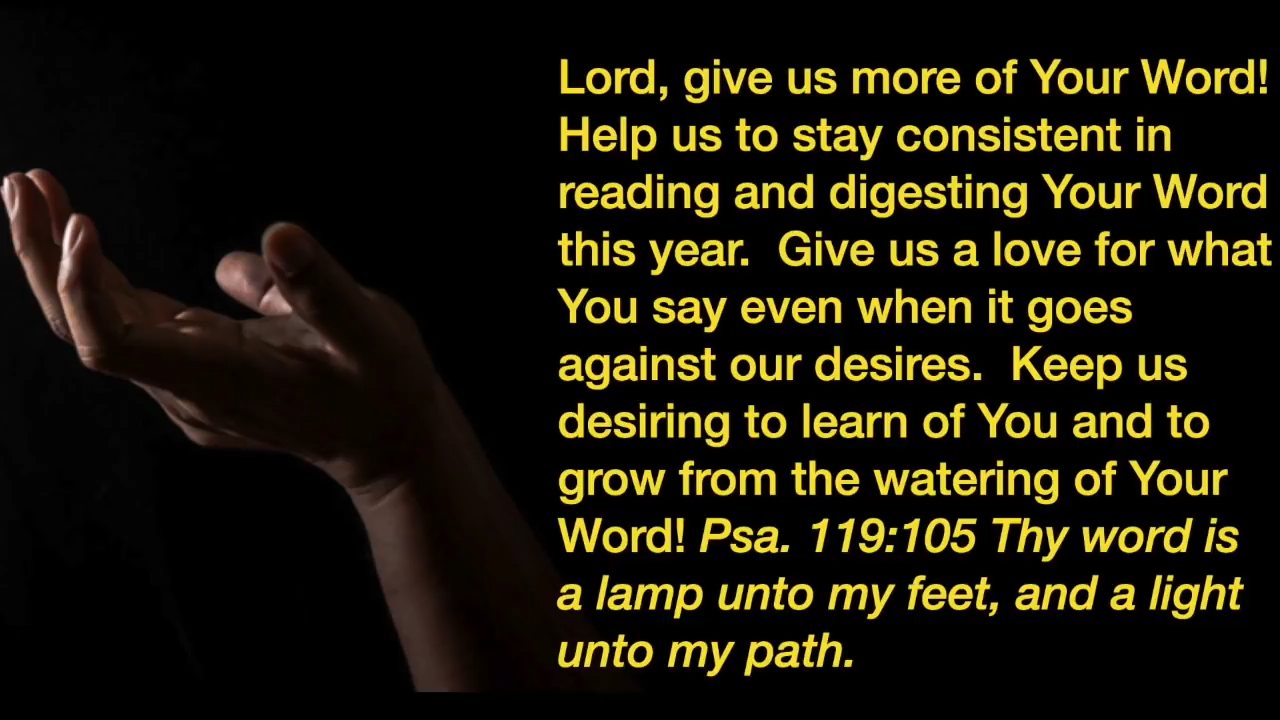 Lord, give us more of Your Word!
Help us to stay consistent in
reading and digesting Your Word
this year.  Give us a love for what
You say even when it goes
against our desires.  Keep us
desiring to learn of You and to
grow from the watering of Your
Word! Psa. 119:105 Thy word is
a lamp unto my feet, and a light
unto my path.